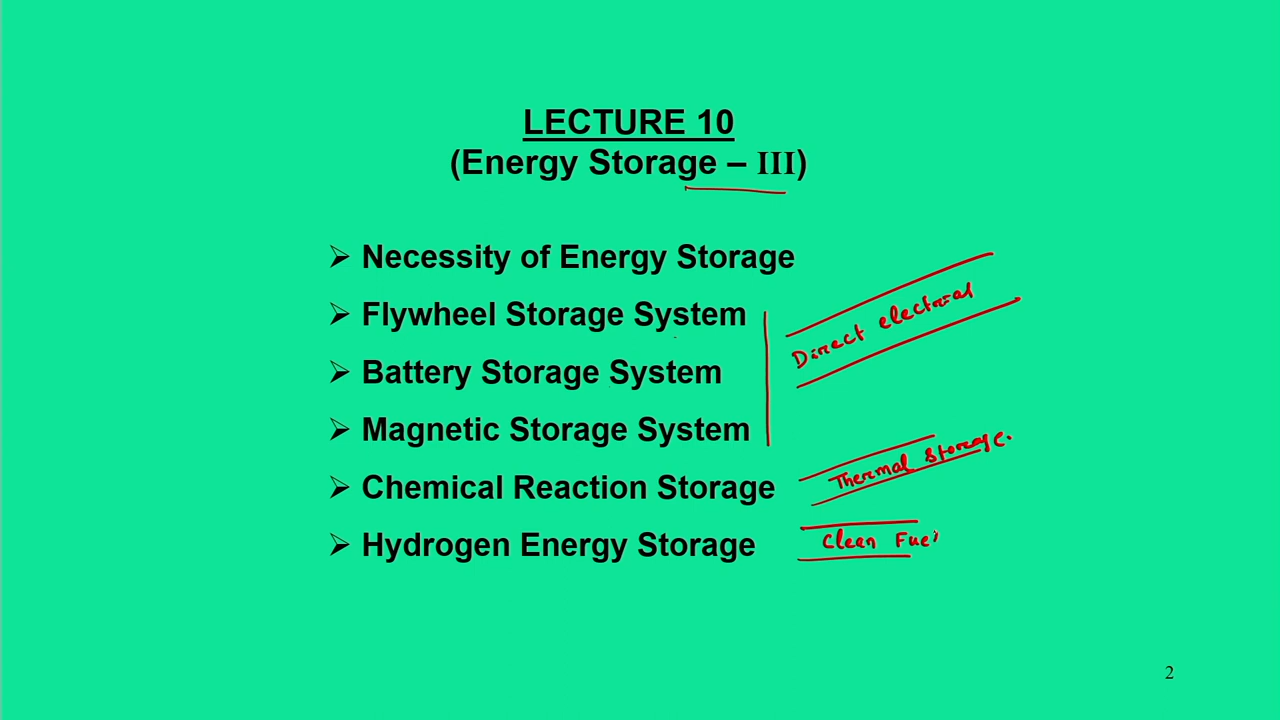 LECTURE 10
(Energy Storage – III)
➢ Necessity of Energy Storage
➢ Flywheel Storage System
Direct electrical
➢ Battery Storage System
➢ Magnetic Storage System
➢ Chemical Reaction Storage
Thermal Storage.
➢ Hydrogen Energy Storage
Clean
2